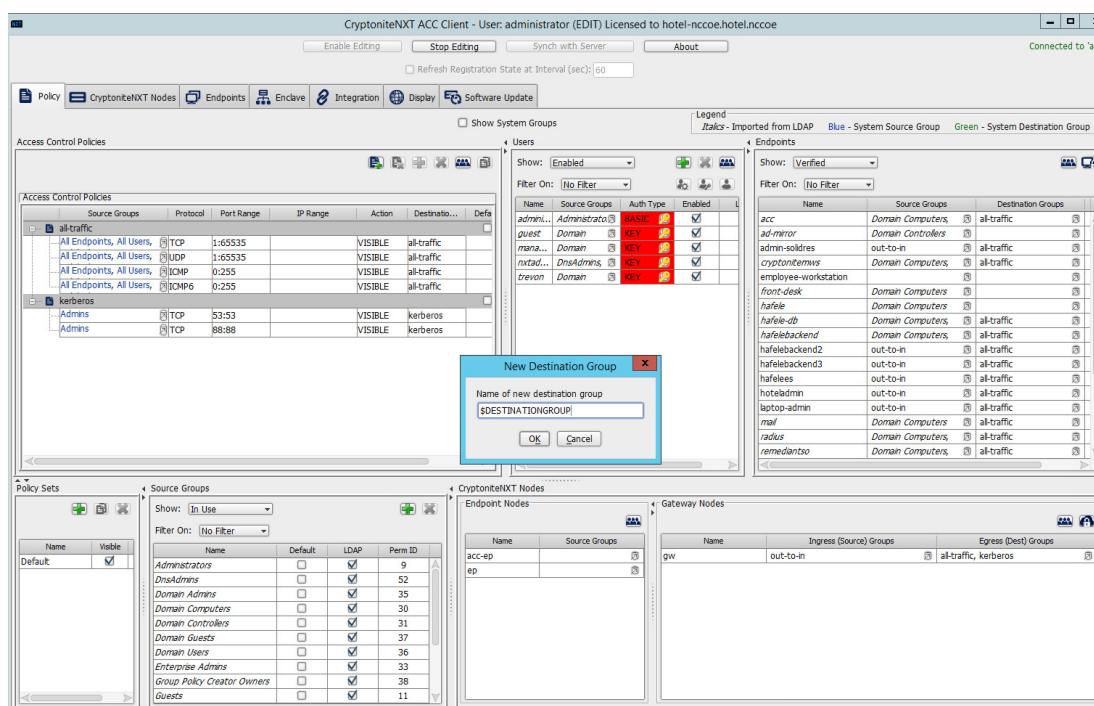 NXT CryptoniteNXT ACC Client - User: administrator (EDIT) Licensed to hotel-nccoe.hotel.nccoe
Enable Editing Stop Editing Synch with Server About Connected to 'a
Refresh Registration State at Interval (sec): 60
Policy CryptoniteNXT Nodes Endpoints Enclave Integration Display Software Update
Show System Groups
Legend
Italics - Imported from LDAP Blue - System Source Group Green - System Destination Group
Access Control Policies
Access Control Policies
Source Groups Protocol Port Range IP Range Action Destinatio... Defa
all-traffic
All Endpoints, All Users, TCP 1:65535 VISIBLE all-traffic
All Endpoints, All Users, UDP 1:65535 VISIBLE all-traffic
All Endpoints, All Users, ICMP 0:255 VISIBLE all-traffic
All Endpoints, All Users, ICMP6 0:255 VISIBLE all-traffic
kerberos
Admins TCP 53:53 VISIBLE kerberos
Admins TCP 88:88 VISIBLE kerberos
Users
Show: Enabled
Filter On: No Filter
Name Source Groups Auth Type Enabled L
admini... Administrato BASIC
guest Domain KEY
mana... Domain KEY
nxtad... DnsAdmins, KEY
trevon Domain KEY
Endpoints
Show: Verified
Filter On: No Filter
Name Source Groups Destination Groups
acc Domain Computers, all-traffic
ad-mirror Domain Controllers
admin-solidres out-to-in all-traffic
cryptonitemws Domain Computers, all-traffic
employee-workstation
front-desk Domain Computers,
hafele Domain Computers,
hafele-db Domain Computers, all-traffic
hafelebackend Domain Computers, all-traffic
hafelebackend2 out-to-in all-traffic
hafelebackend3 out-to-in all-traffic
hafelees out-to-in all-traffic
hoteladmin out-to-in all-traffic
laptop-admin out-to-in all-traffic
mail Domain Computers all-traffic
radius Domain Computers, all-traffic
remediantso Domain Computers, all-traffic
New Destination Group x
Name of new destination group
$DESTINATIONGROUP
OK Cancel
Policy Sets
Name Visible
Default
Source Groups
Show: In Use
Filter On: No Filter
Name Default LDAP Perm ID
Administrators 9
DnsAdmins 52
Domain Admins 35
Domain Computers 30
Domain Controllers 31
Domain Guests 37
Domain Users 36
Enterprise Admins 33
Group Policy Creator Owners 38
Guests 11
CryptoniteNXT Nodes
Endpoint Nodes
Name Source Groups
acc-ep
ep
Gateway Nodes
Name Ingress (Source) Groups Egress (Dest) Groups
gw out-to-in all-traffic, kerberos